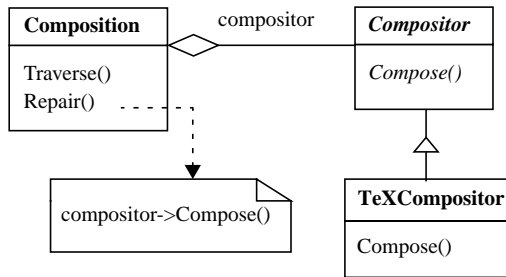 Composition
Traverse()
Repair()
compositor
Compositor
Compose()
compositor->Compose()
TeXCompositor
Compose()